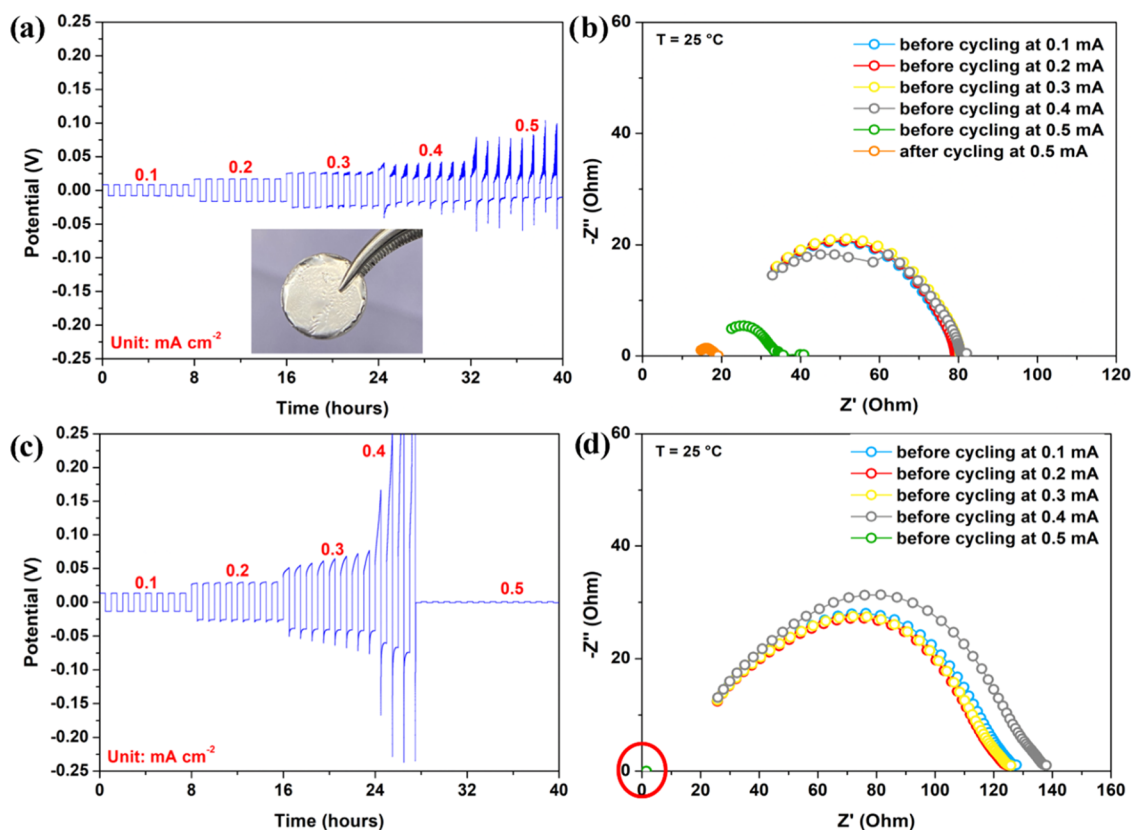 (a)
0.25
0.20
0.15
0.10
0.05
0.00
-0.05
-0.10
-0.15
-0.20
-0.25
Potential (V)
0.1
0.2
0.3
0.4
0.5
Unit: mA cm⁻²
0
8
16
24
32
40
Time (hours)
(b)
T = 25 °C
before cycling at 0.1 mA
before cycling at 0.2 mA
before cycling at 0.3 mA
before cycling at 0.4 mA
before cycling at 0.5 mA
after cycling at 0.5 mA
60
40
20
0
-Z'' (Ohm)
0
20
40
60
80
100
120
Z' (Ohm)
(c)
0.25
0.20
0.15
0.10
0.05
0.00
-0.05
-0.10
-0.15
-0.20
-0.25
Potential (V)
0.1
0.2
0.3
0.4
0.5
Unit: mA cm⁻²
0
8
16
24
32
40
Time (hours)
(d)
T = 25 °C
before cycling at 0.1 mA
before cycling at 0.2 mA
before cycling at 0.3 mA
before cycling at 0.4 mA
before cycling at 0.5 mA
60
40
20
0
-Z'' (Ohm)
0
20
40
60
80
100
120
140
160
Z' (Ohm)